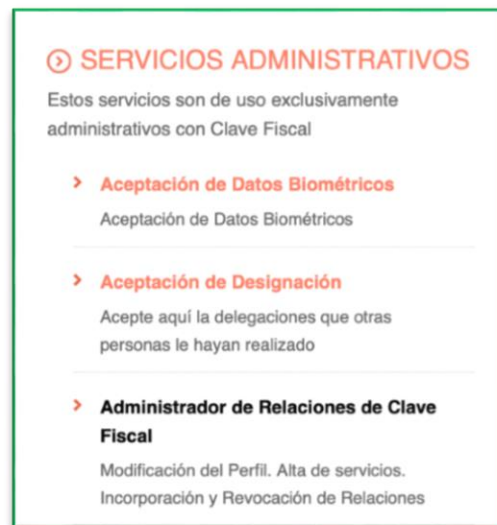 SERVICIOS ADMINISTRATIVOS
Estos servicios son de uso exclusivamente
administrativos con Clave Fiscal
Aceptación de Datos Biométricos
Aceptación de Datos Biométricos
Aceptación de Designación
Acepte aquí la delegaciones que otras
personas le hayan realizado
Administrador de Relaciones de Clave
Fiscal
Modificación del Perfil. Alta de servicios.
Incorporación y Revocación de Relaciones